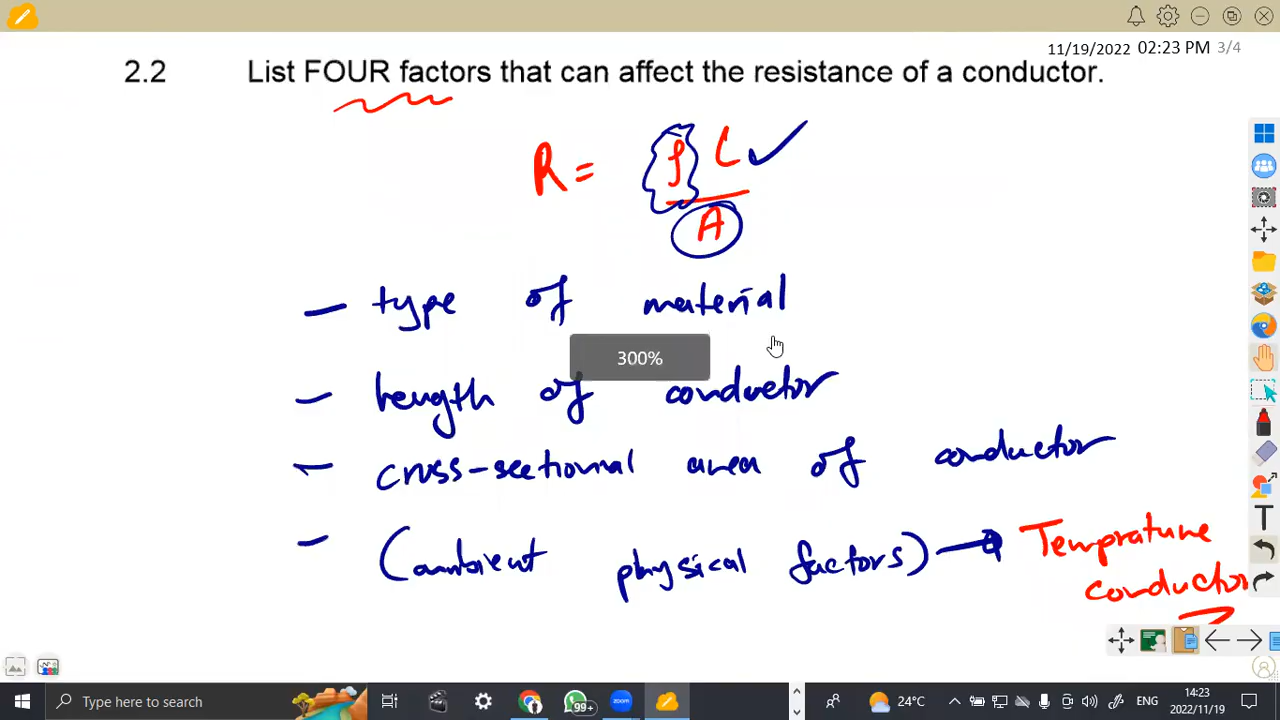 11/19/2022 02:23 PM 3/4
2.2 List FOUR factors that can affect the resistance of a conductor.
R = ρ L
A
— type of material
300%
— length of conductor
— cross-sectional area of conductor
— (ambient physical factors) → Temprature
conductor
T
Type here to search
99+
24°C
ENG
14:23
2022/11/19